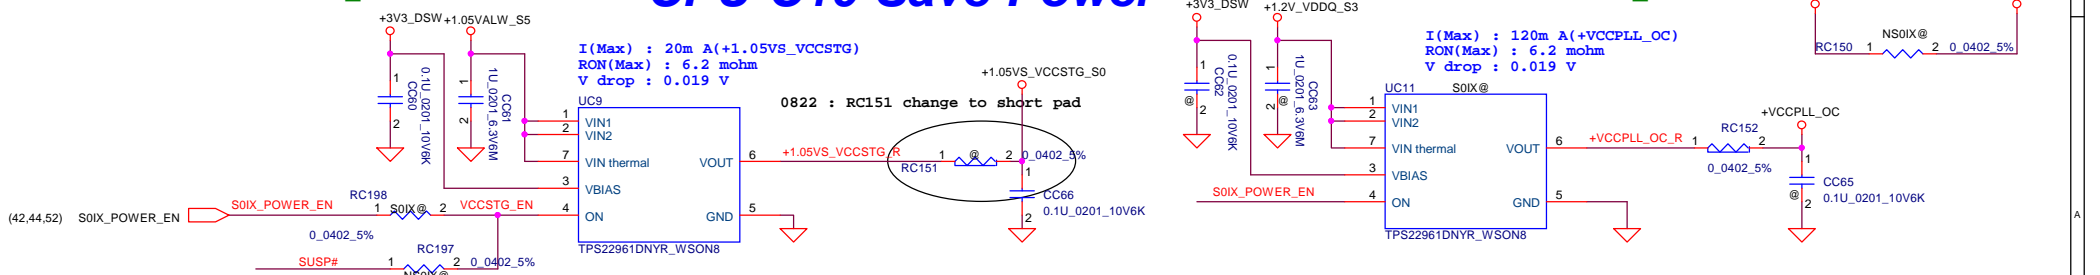 +3V3_DSW
+1.05VALW_S5
I(Max) : 20m A(+1.05VS_VCCSTG)
RON(Max) : 6.2 mohm
V drop : 0.019 V
+1.05VS_VCCSTG_S0
0822 : RC151 change to short pad
1
CC60
0.1U_0201_10V6K
2
1
CC61
1U_0201_6.3V6M
2
UC9
1
VIN1
2
VIN2
7
VIN thermal
VOUT
6
+1.05VS_VCCSTG_R
1
@
2
0_0402_5%
RC151
3
VBIAS
1
CC66
0.1U_0201_10V6K
2
4
ON
GND
5
TPS22961DNYR_WSON8
(42,44,52)
S0IX_POWER_EN
S0IX_POWER_EN
RC198
1
S0IX@
2
VCCSTG_EN
0_0402_5%
RC197
SUSP#
1
2
0_0402_5%
+3V3_DSW
+1.2V_VDDQ_S3
I(Max) : 120m A(+VCCPLL_OC)
RON(Max) : 6.2 mohm
V drop : 0.019 V
1
CC62
0.1U_0201_10V6K
@
2
1
CC63
1U_0201_6.3V6M
@
2
UC11
S0IX@
1
VIN1
2
VIN2
7
VIN thermal
VOUT
6
+VCCPLL_OC_R
1
RC152
2
0_0402_5%
+VCCPLL_OC
3
VBIAS
S0IX_POWER_EN
4
ON
GND
5
TPS22961DNYR_WSON8
1
CC65
@
0.1U_0201_10V6K
2
NS0IX@
RC150
1
2
0_0402_5%
A